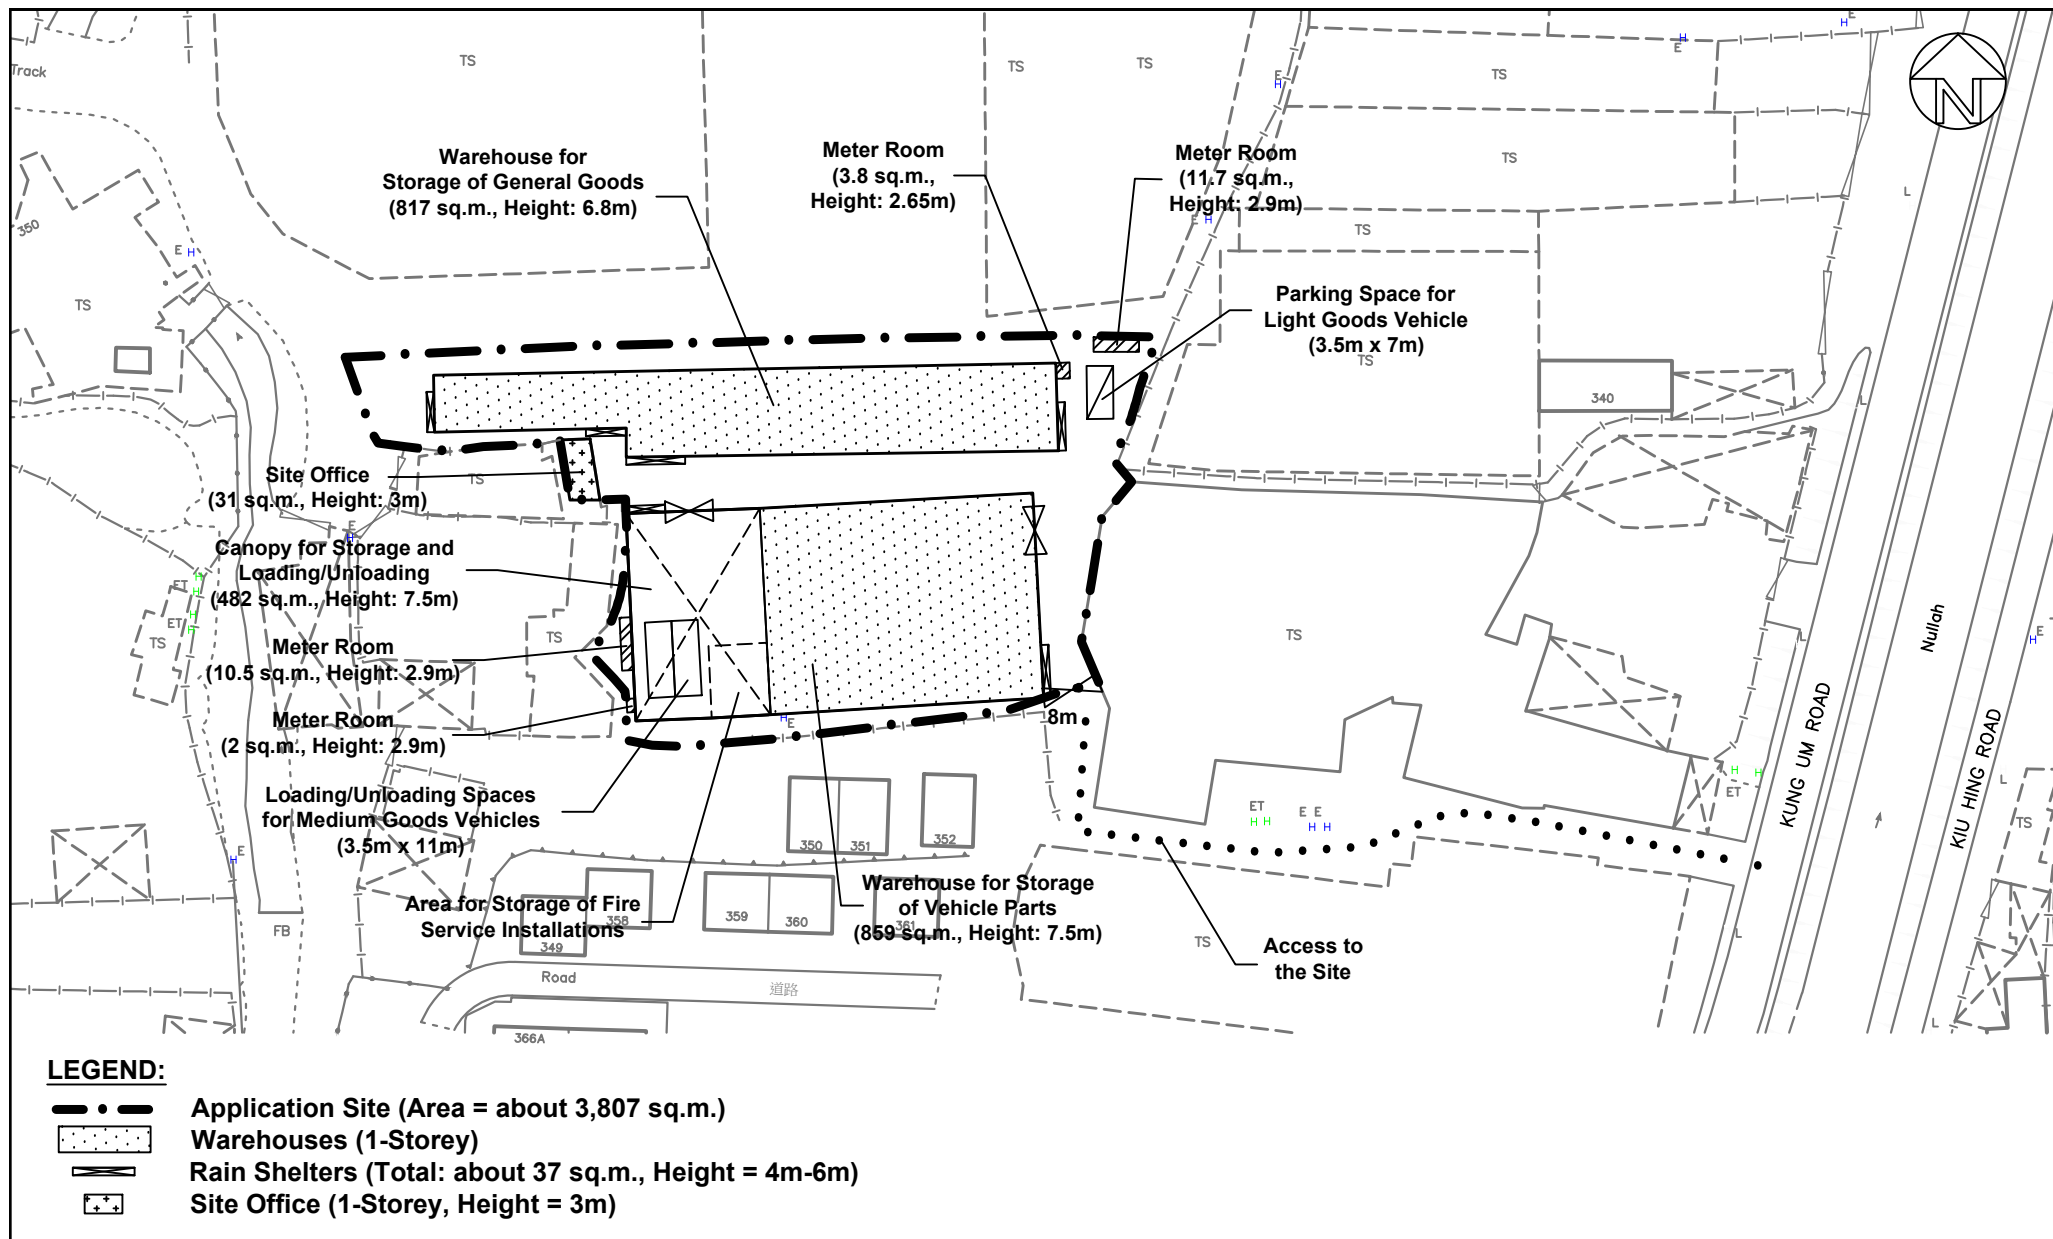 Track
TS
TS
TS
E
H
H
E
E
H
TS
N
Warehouse for
Storage of General Goods
(817 sq.m., Height: 6.8m)
Meter Room
(3.8 sq.m.,
Height: 2.65m)
Meter Room
(11.7 sq.m.,
Height: 2.9m)
TS
L
350
E
H
E
H
TS
TS
Parking Space for
Light Goods Vehicle
(3.5m x 7m)
TS
340
L
Site Office
(31 sq.m., Height: 3m)
TS
E
H
Canopy for Storage and
Loading/Unloading
(482 sq.m., Height: 7.5m)
ET
H
H
H
ET
H
TS
TS
TS
L
Nullah
E
H
Meter Room
(10.5 sq.m., Height: 2.9m)
Meter Room
(2 sq.m., Height: 2.9m)
H
E
8m
KUNG UM ROAD
KIU HING ROAD
H
H
ET
L
Loading/Unloading Spaces
for Medium Goods Vehicles
(3.5m x 11m)
ET
H H
E E
H H
TS
350
351
352
H
E
Area for Storage of Fire
Service Installations
349
358
359
360
361
Warehouse for Storage
of Vehicle Parts
(859 sq.m., Height: 7.5m)
TS
Access to
the Site
L
FB
Road
道路
366A
L
LEGEND:
Application Site (Area = about 3,807 sq.m.)
Warehouses (1-Storey)
Rain Shelters (Total: about 37 sq.m., Height = 4m-6m)
Site Office (1-Storey, Height = 3m)